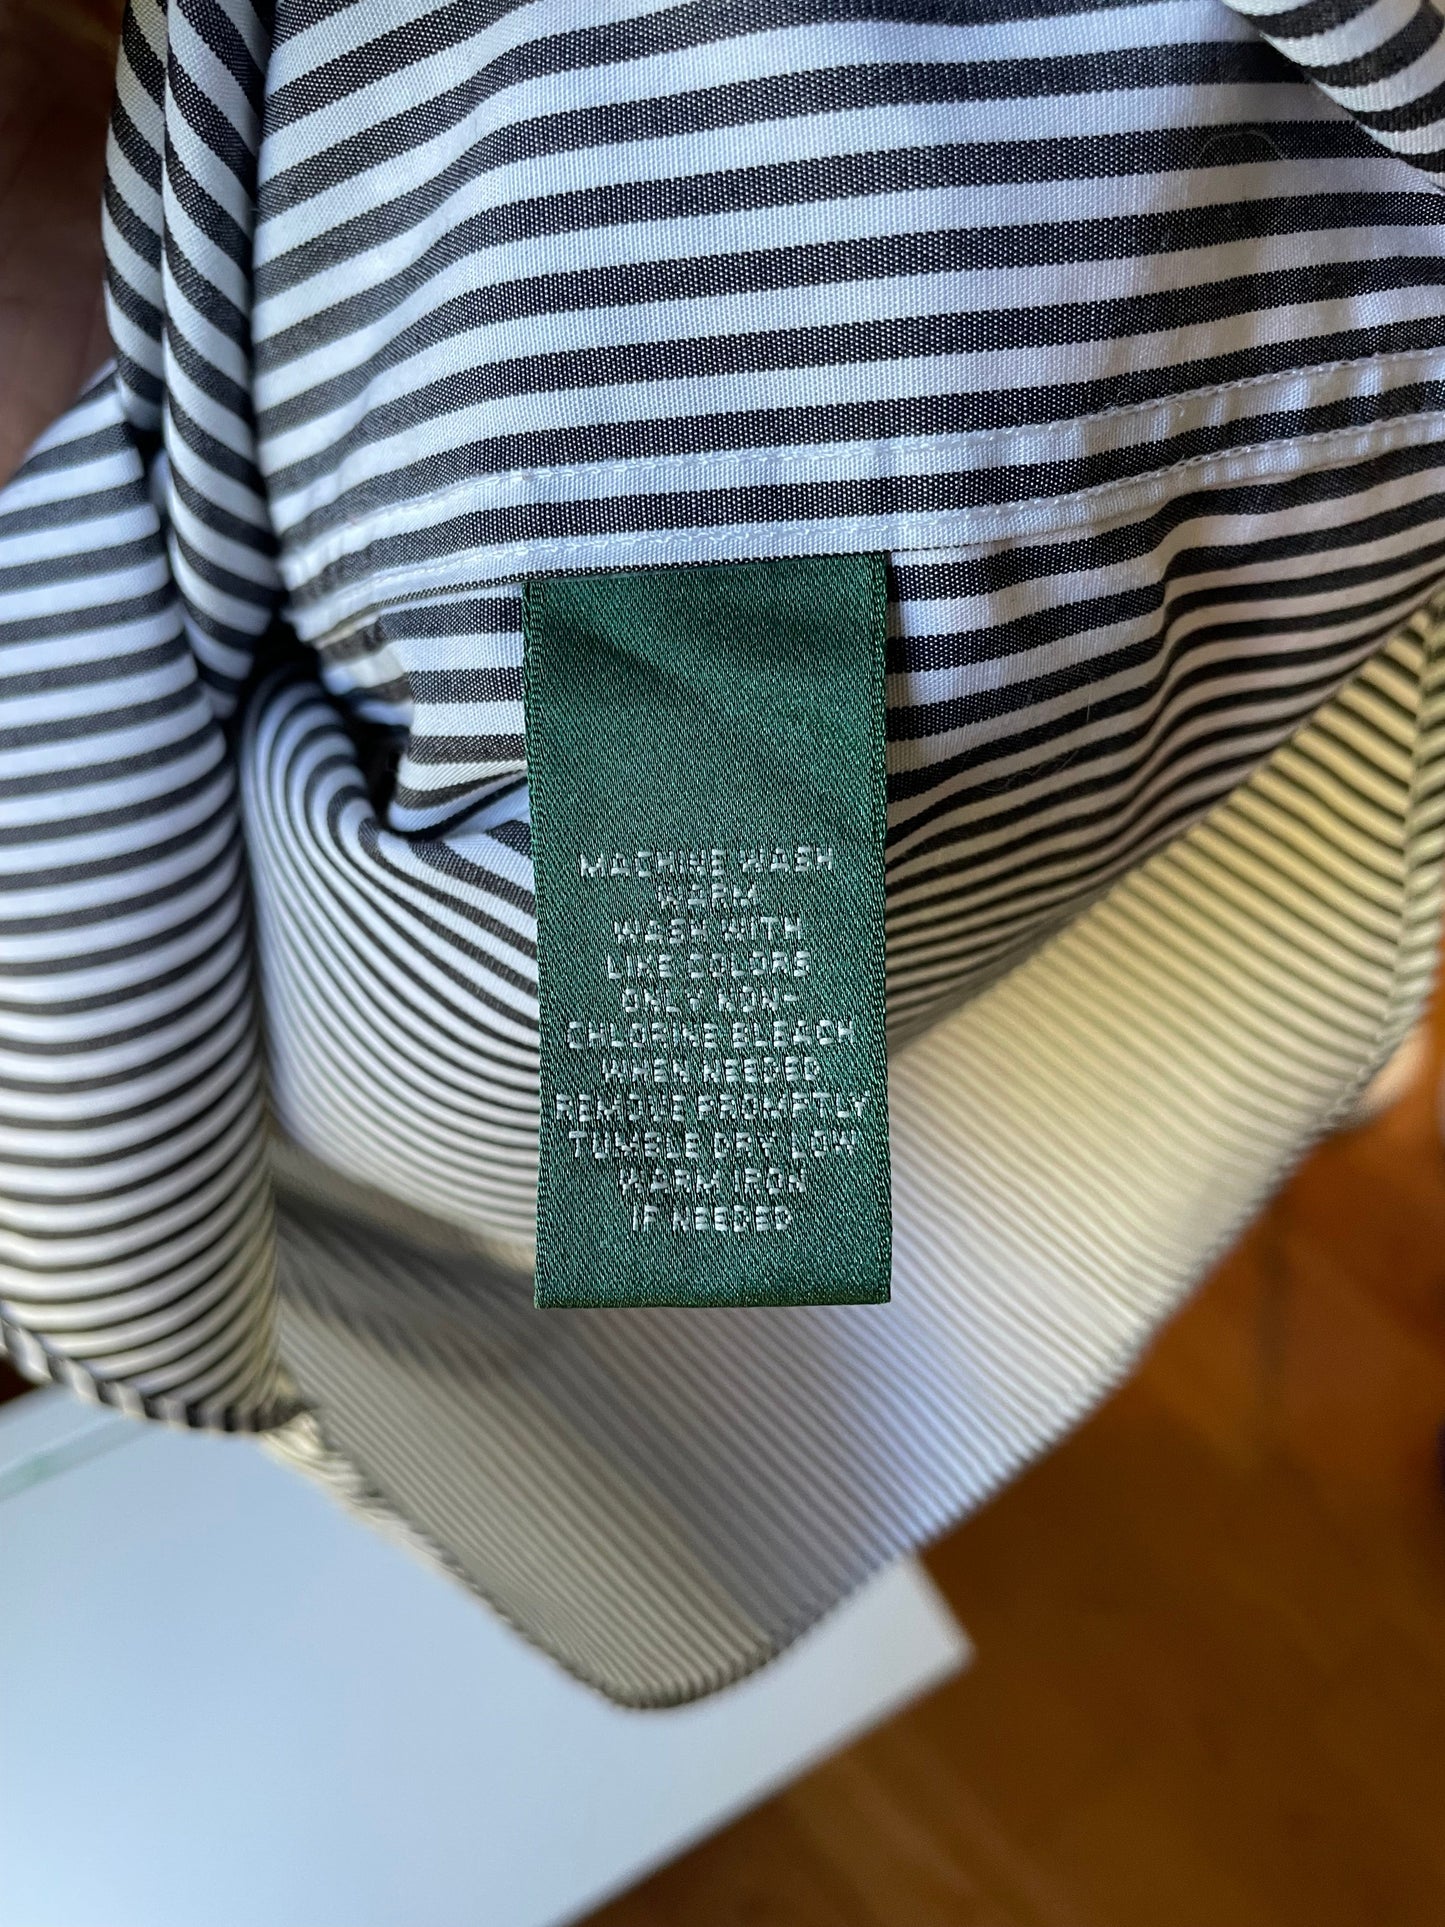 MACHINE WASH
WARM
WASH WITH
LIKE COLORS
ONLY NON-
CHLORINE BLEACH
WHEN NEEDED
REMOVE PROMPTLY
TUMBLE DRY LOW
WARM IRON
IF NEEDED